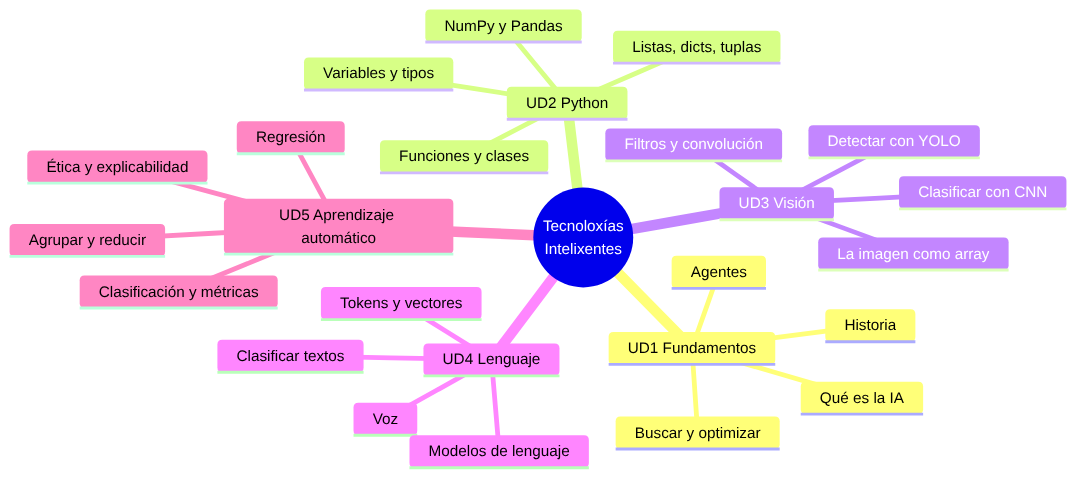 Tecnoloxías
Intelixentes
UD1 Fundamentos
Agentes
Historia
Qué es la IA
Buscar y optimizar
UD2 Python
NumPy y Pandas
Listas, dicts, tuplas
Variables y tipos
Funciones y clases
UD3 Visión
Filtros y convolución
Detectar con YOLO
Clasificar con CNN
La imagen como array
UD4 Lenguaje
Tokens y vectores
Clasificar textos
Voz
Modelos de lenguaje
UD5 Aprendizaje
automático
Regresión
Ética y explicabilidad
Agrupar y reducir
Clasificación y métricas